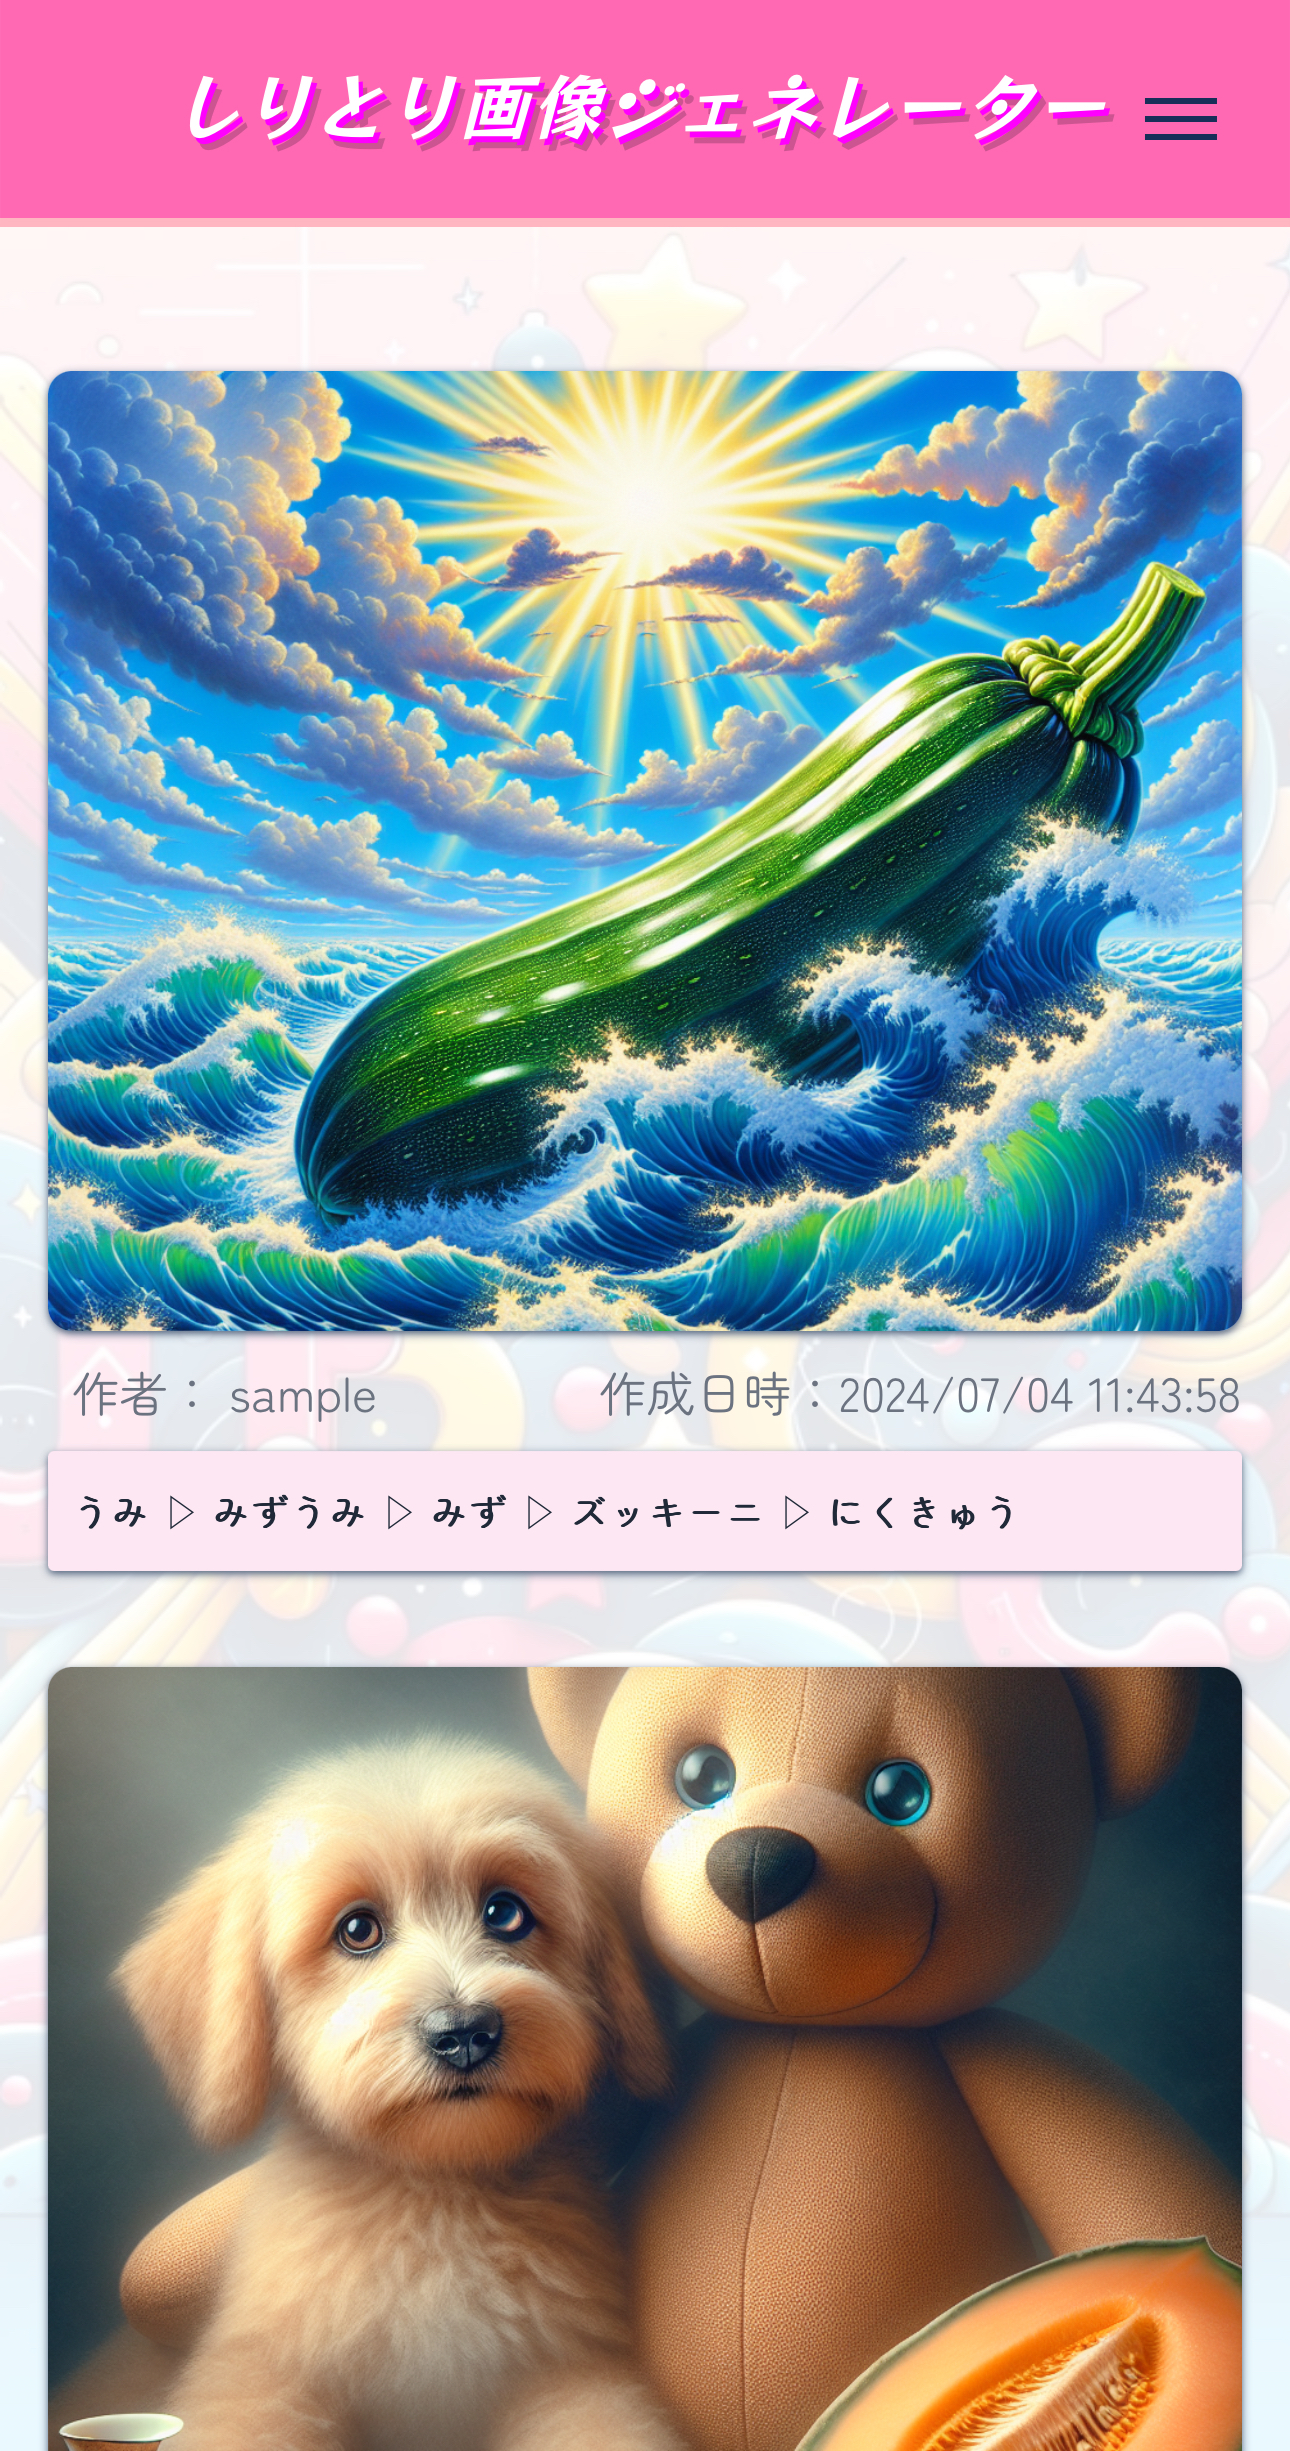 しりとり画像ジェネレーター
作者： sample 作成日時：2024/07/04 11:43:58
うみ ▷ みずうみ ▷ みず ▷ ズッキーニ ▷ にくきゅう